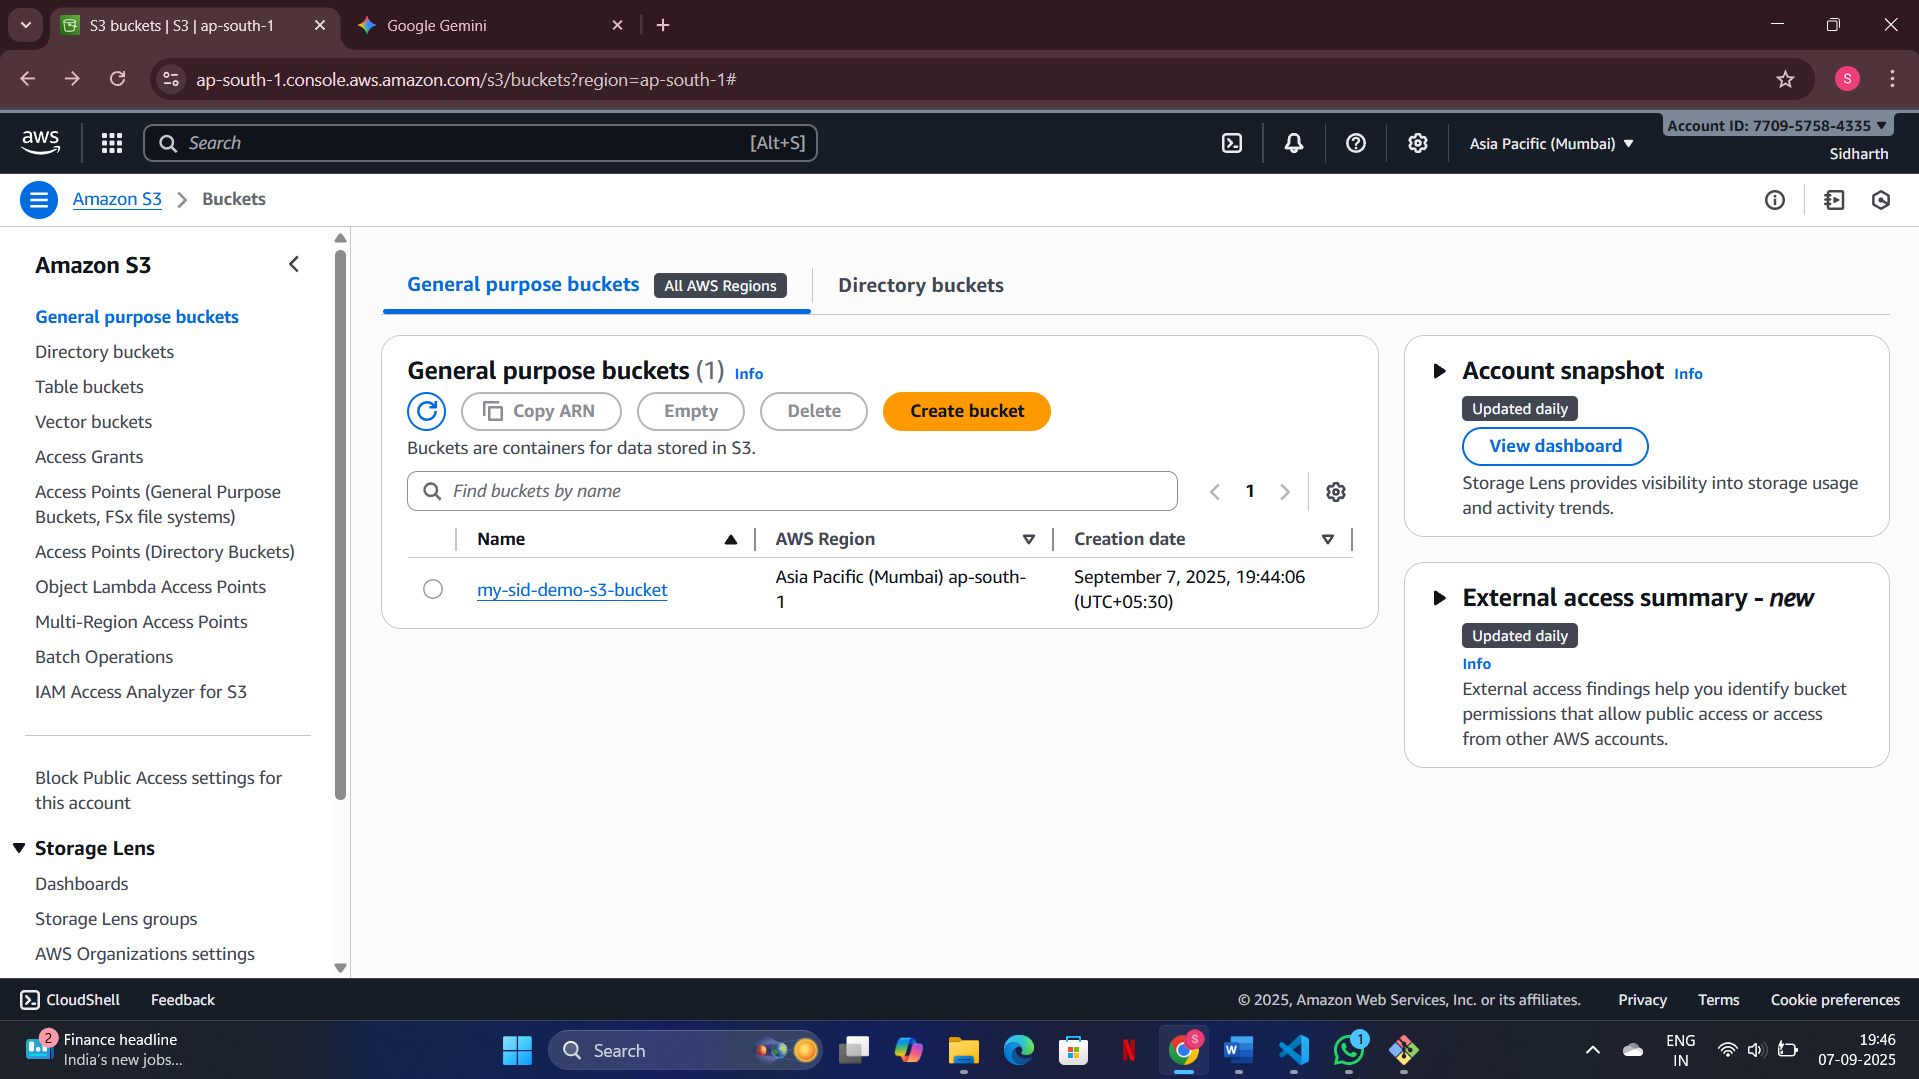 S3 buckets | S3 | ap-south-1
Google Gemini
ap-south-1.console.aws.amazon.com/s3/buckets?region=ap-south-1#
S
aws
Search
[Alt+S]
Asia Pacific (Mumbai)
Account ID: 7709-5758-4335
Sidharth
Amazon S3
Buckets
Amazon S3
General purpose buckets
Directory buckets
Table buckets
Vector buckets
Access Grants
Access Points (General Purpose
Buckets, FSx file systems)
Access Points (Directory Buckets)
Object Lambda Access Points
Multi-Region Access Points
Batch Operations
IAM Access Analyzer for S3
Block Public Access settings for
this account
Storage Lens
Dashboards
Storage Lens groups
AWS Organizations settings
General purpose buckets
All AWS Regions
Directory buckets
General purpose buckets (1) Info
Copy ARN
Empty
Delete
Create bucket
Buckets are containers for data stored in S3.
Find buckets by name
1
Name
AWS Region
Creation date
my-sid-demo-s3-bucket
Asia Pacific (Mumbai) ap-south-
1
September 7, 2025, 19:44:06
(UTC+05:30)
Account snapshot Info
Updated daily
View dashboard
Storage Lens provides visibility into storage usage
and activity trends.
External access summary - new
Updated daily
Info
External access findings help you identify bucket
permissions that allow public access or access
from other AWS accounts.
CloudShell
Feedback
© 2025, Amazon Web Services, Inc. or its affiliates.
Privacy
Terms
Cookie preferences
2
Finance headline
India's new jobs...
Search
N
S
W
1
ENG
IN
19:46
07-09-2025